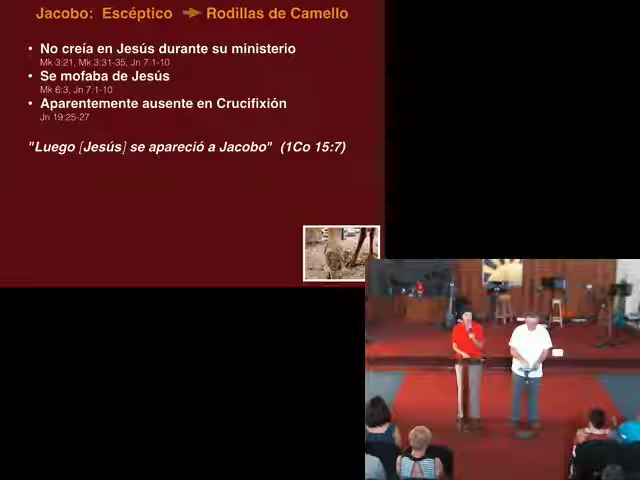 Jacobo: Escéptico → Rodillas de Camello
• No creía en Jesús durante su ministerio
Mk 3:21, Mk 3:31-35, Jn 7:1-10
• Se mofaba de Jesús
Mk 6:3, Jn 7:1-10
• Aparentemente ausente en Crucifixión
Jn 19:25-27
"Luego [Jesús] se apareció a Jacobo" (1Co 15:7)